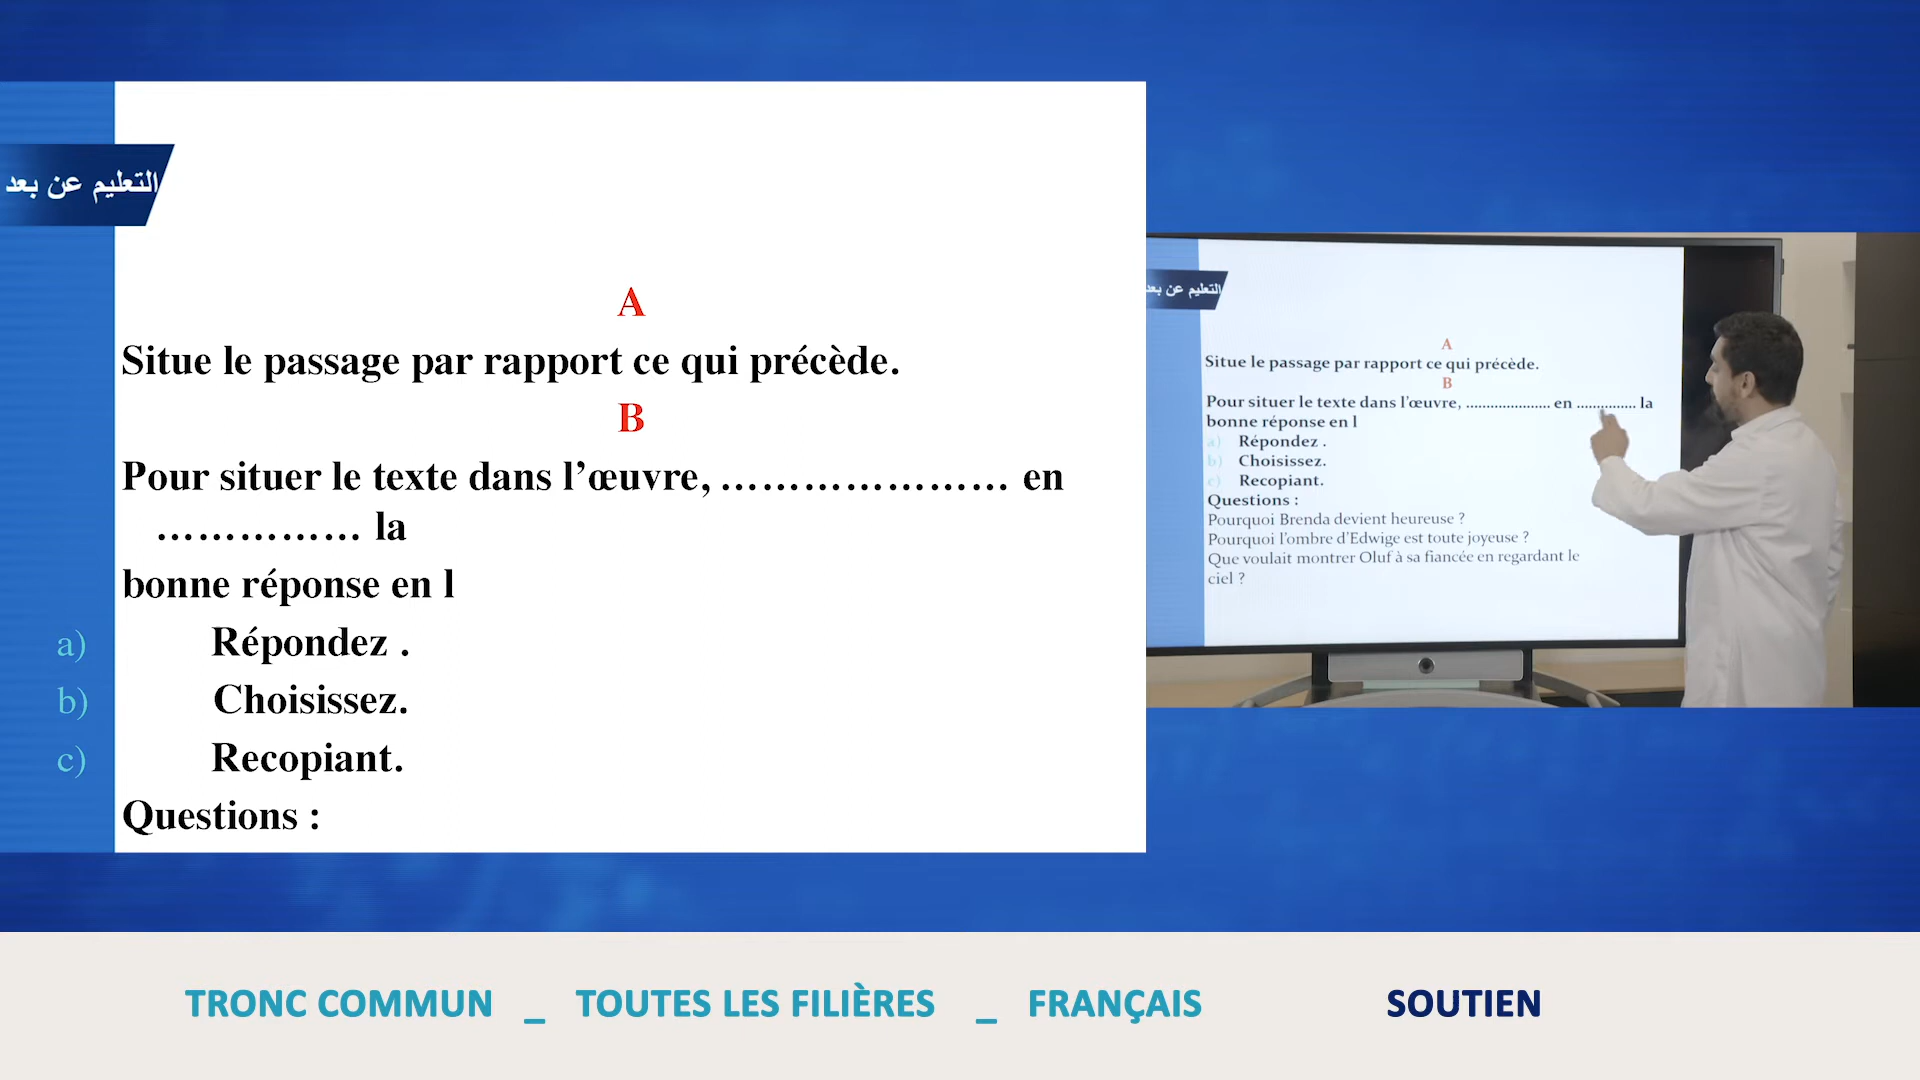 التعليم عن بعد
A
Situe le passage par rapport ce qui précède.
B
Pour situer le texte dans l’œuvre, ………………… en
…………… la
bonne réponse en l
a) Répondez .
b) Choisissez.
c) Recopiant.
Questions :
التعليم عن بعد
A
Situe le passage par rapport ce qui précède.
B
Pour situer le texte dans l’œuvre, ..................... en ............... la
bonne réponse en l
a) Répondez .
b) Choisissez.
c) Recopiant.
Questions :
Pourquoi Brenda devient heureuse ?
Pourquoi l’ombre d’Edwige est toute joyeuse ?
Que voulait montrer Oluf à sa fiancée en regardant le
ciel ?
TRONC COMMUN _ TOUTES LES FILIÈRES _ FRANÇAIS SOUTIEN